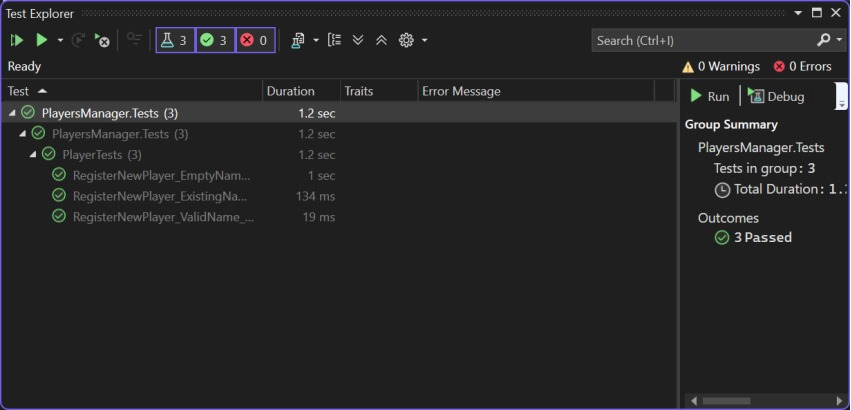 Test Explorer
3 3 0
Search (Ctrl+I)
Ready
0 Warnings 0 Errors
Test Duration Traits Error Message
PlayersManager.Tests (3) 1.2 sec
PlayersManager.Tests (3) 1.2 sec
PlayerTests (3) 1.2 sec
RegisterNewPlayer_EmptyNam... 1 sec
RegisterNewPlayer_ExistingNa... 134 ms
RegisterNewPlayer_ValidName_... 19 ms
Run Debug
Group Summary
PlayersManager.Tests
Tests in group: 3
Total Duration: 1.
Outcomes
3 Passed